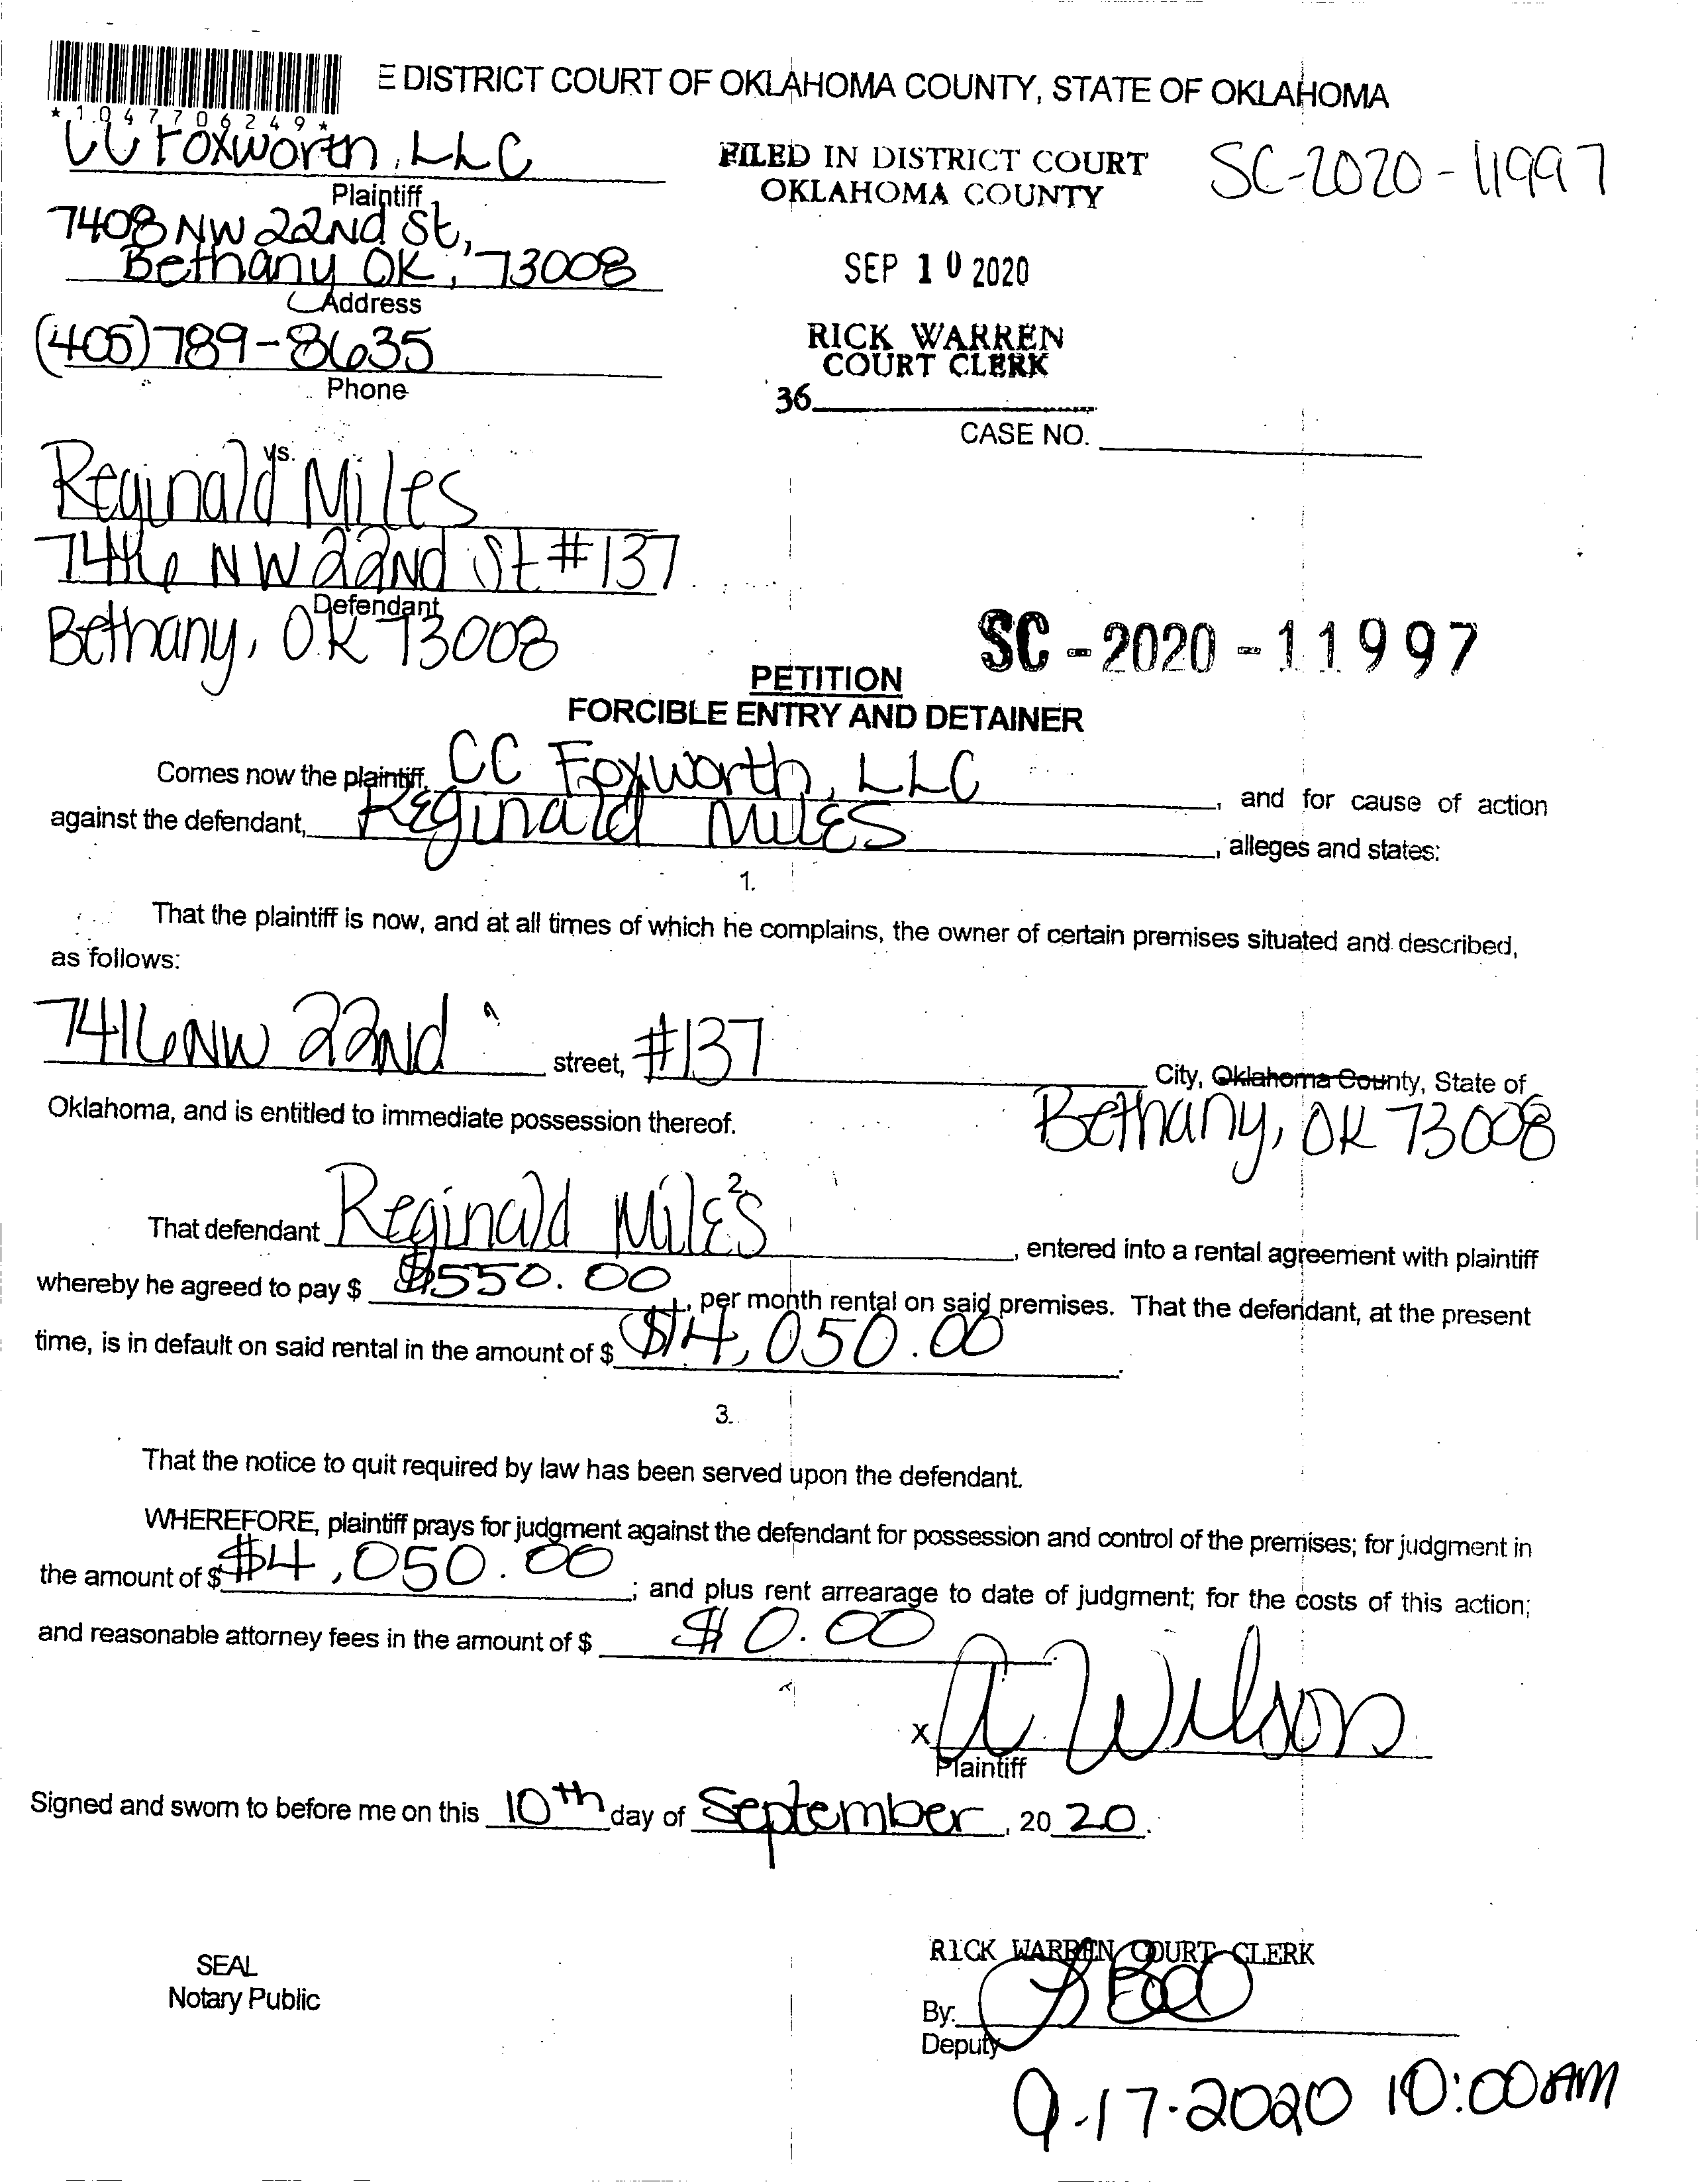 E DISTRICT COURT OF OKLAHOMA COUNTY, STATE OF OKLAHOMA
*1047706249*
CC Foxworth, LLC
Plaintiff
7408 NW 22nd St,
Bethany OK, 73008
Address
(405)789-8635
Phone
FILED IN DISTRICT COURT
OKLAHOMA COUNTY
SC-2020-11997
SEP 10 2020
RICK WARREN
COURT CLERK
36
CASE NO.
vs.
Reginald Miles
7416 NW 22nd St #137
Defendant
Bethany, OK 73008
SC-2020-11997
PETITION
FORCIBLE ENTRY AND DETAINER
Comes now the plaintiff, CC Foxworth, LLC, and for cause of action
against the defendant, Reginald Miles, alleges and states:
1.
That the plaintiff is now, and at all times of which he complains, the owner of certain premises situated and described,
as follows:
7416 NW 22nd street, #137 City, Oklahoma County, State of
Bethany, OK 73008
Oklahoma, and is entitled to immediate possession thereof.
2.
That defendant Reginald Miles, entered into a rental agreement with plaintiff
whereby he agreed to pay $ $550.00, per month rental on said premises. That the defendant, at the present
time, is in default on said rental in the amount of $ $4,050.00.
3.
That the notice to quit required by law has been served upon the defendant.
WHEREFORE, plaintiff prays for judgment against the defendant for possession and control of the premises; for judgment in
the amount of $ $4,050.00; and plus rent arrearage to date of judgment; for the costs of this action;
and reasonable attorney fees in the amount of $ $0.00.
x A. Wilson
Plaintiff
Signed and sworn to before me on this 10th day of September, 2020.
SEAL
Notary Public
RICK WARREN COURT CLERK
By:
Deputy
9-17-2020 10:00AM